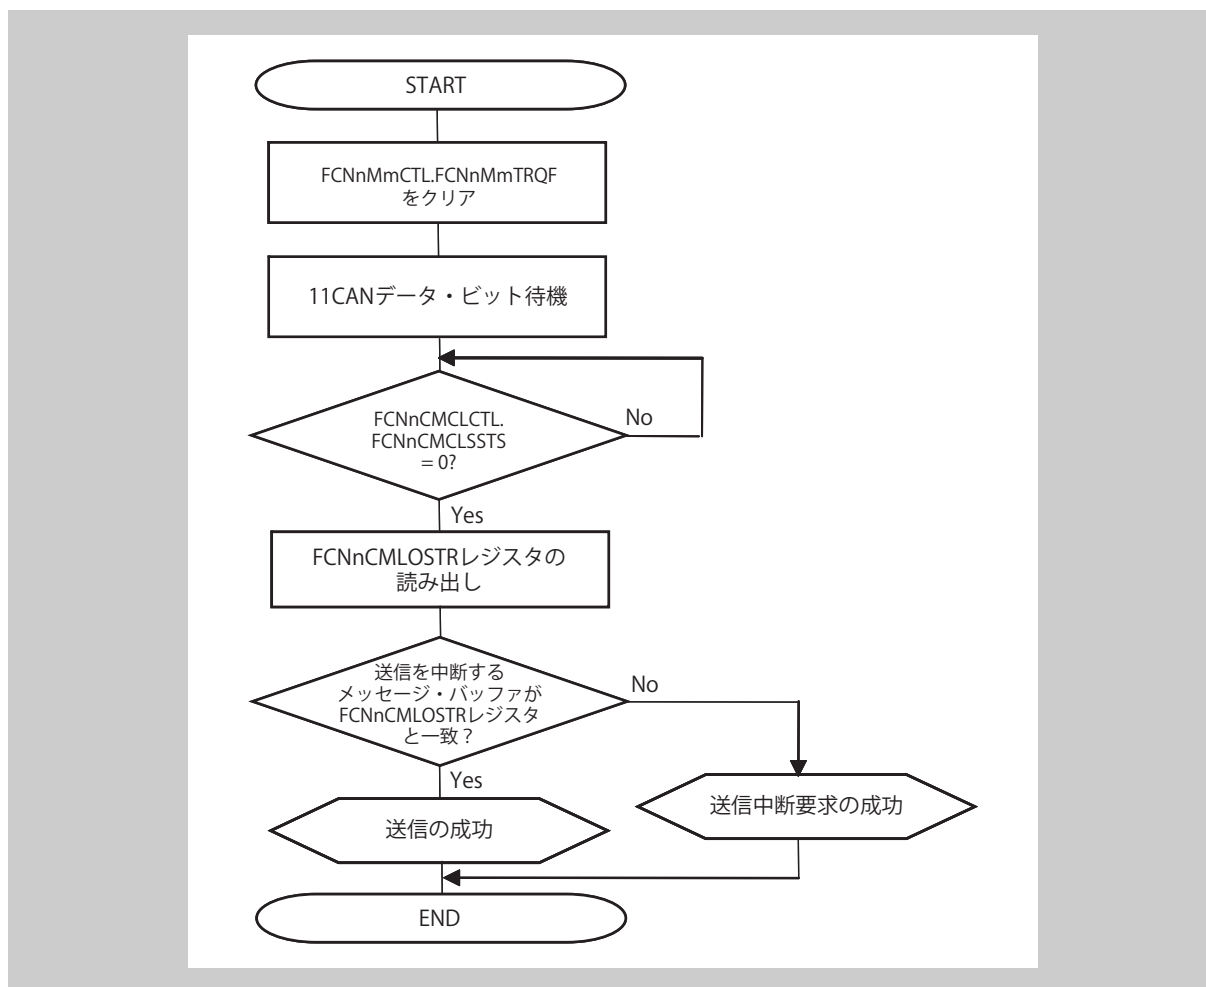 START
FCNnMmCTL.FCNnMmTRQF
をクリア
11CANデータ・ビット待機
FCNnCMCLCTL.
FCNnCMCLSSTS
= 0?
No
Yes
FCNnCMLOSTRレジスタの
読み出し
送信を中断する
メッセージ・バッファが
FCNnCMLOSTRレジスタ
と一致？
No
Yes
送信中断要求の成功
送信の成功
END